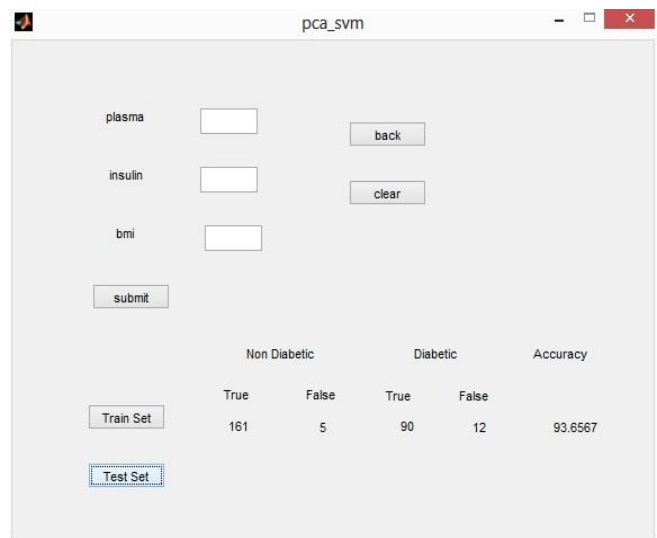 pca_svm
plasma
back
insulin
clear
bmi
submit
Non Diabetic Diabetic Accuracy
True False True False
Train Set
161 5 90 12 93.6567
Test Set